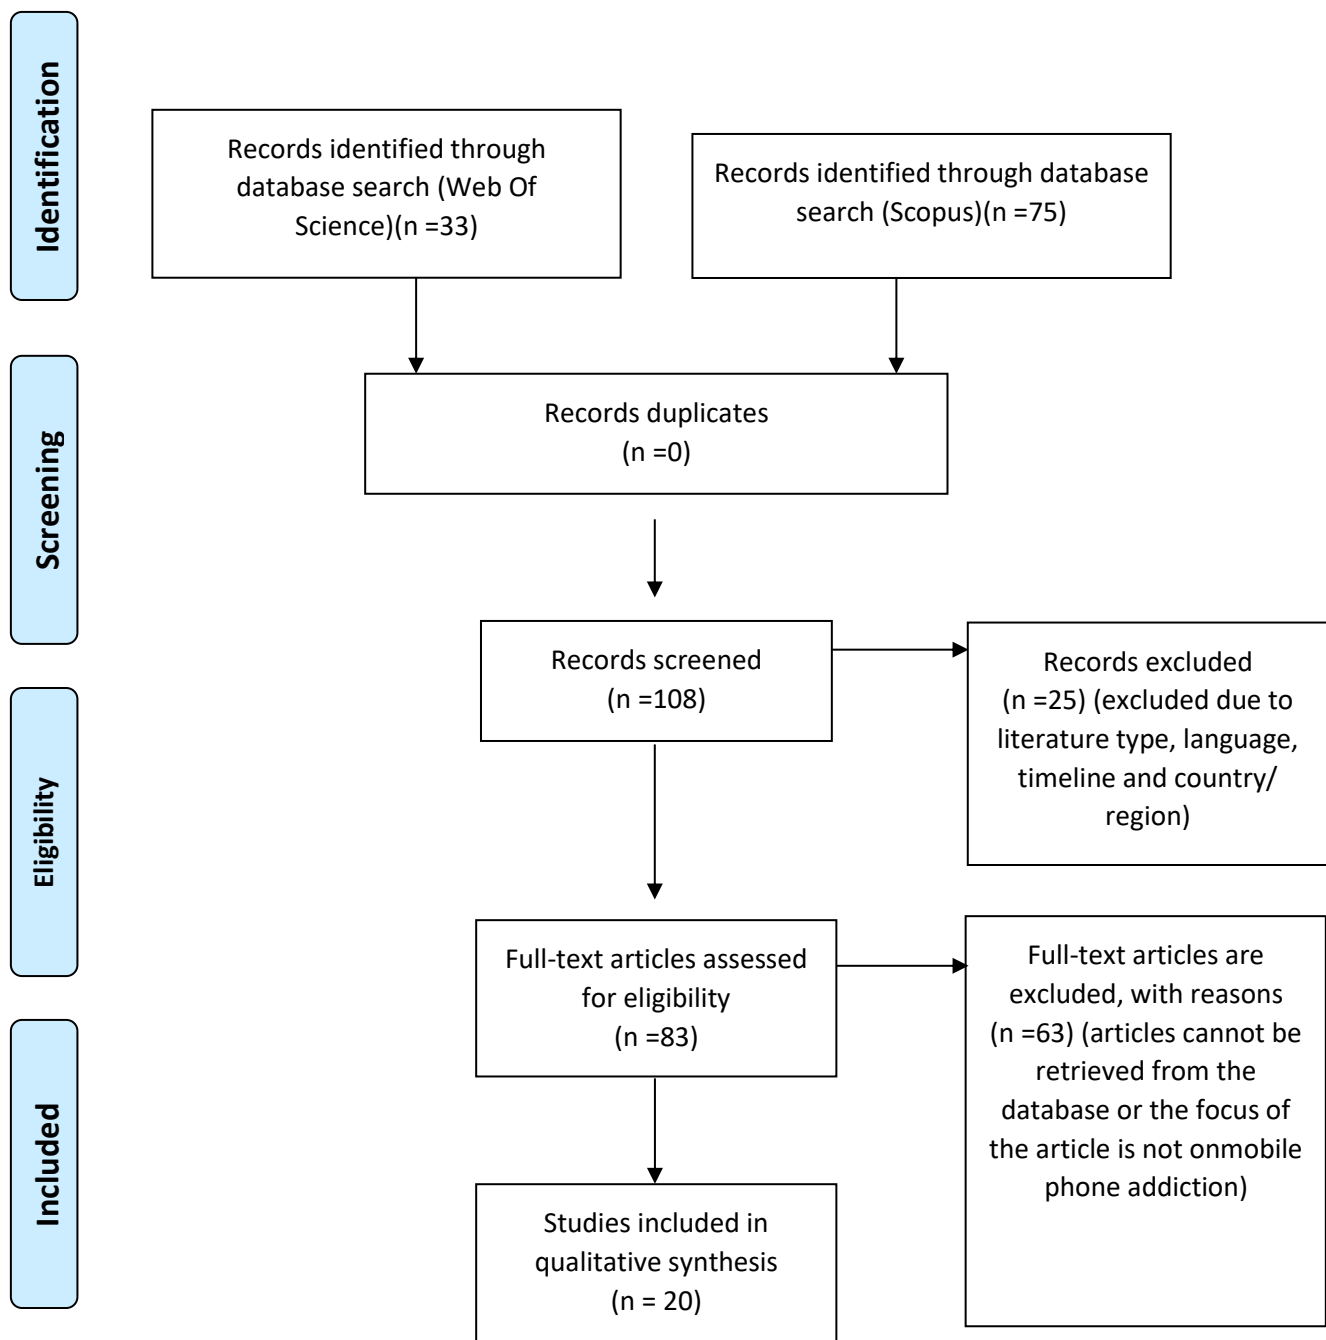 Identification
Records identified through
database search (Web Of
Science)(n =33)
Records identified through database
search (Scopus)(n =75)
Screening
Records duplicates
(n =0)
Records screened
(n =108)
Records excluded
(n =25) (excluded due to
literature type, language,
timeline and country/
region)
Eligibility
Full-text articles assessed
for eligibility
(n =83)
Full-text articles are
excluded, with reasons
(n =63) (articles cannot be
retrieved from the
database or the focus of
the article is not onmobile
phone addiction)
Included
Studies included in
qualitative synthesis
(n = 20)